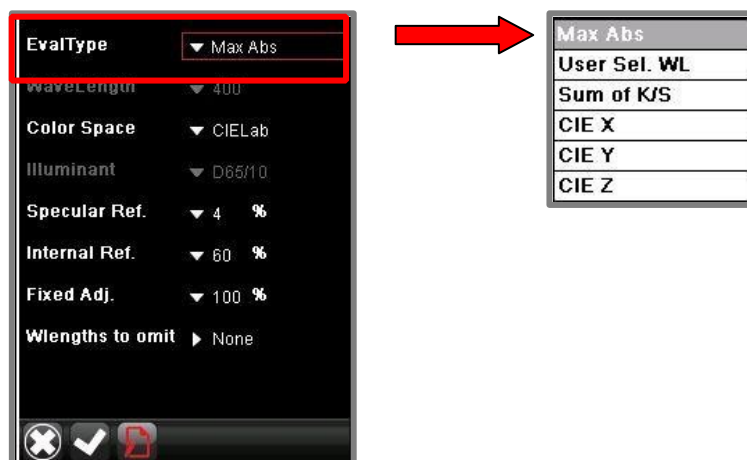 EvalType Max Abs
WaveLength 400
Color Space CIELab
Illuminant D65/10
Specular Ref. 4 %
Internal Ref. 60 %
Fixed Adj. 100 %
Wlengths to omit None
Max Abs
User Sel. WL
Sum of K/S
CIE X
CIE Y
CIE Z